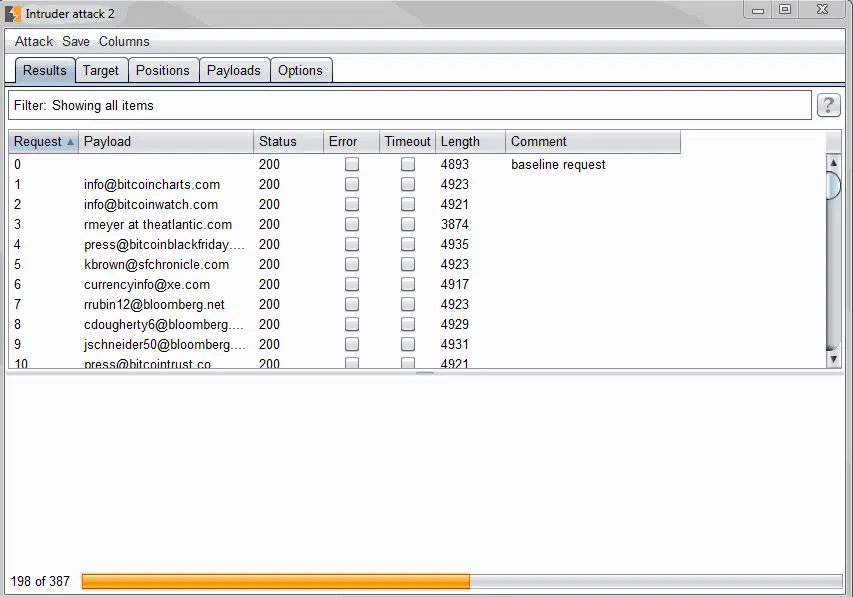 Intruder attack 2
Attack Save Columns
Results Target Positions Payloads Options
Filter: Showing all items ?
Request Payload Status Error Timeout Length Comment
0 200 4893 baseline request
1 info@bitcoincharts.com 200 4923
2 info@bitcoinwatch.com 200 4921
3 rmeyer at theatlantic.com 200 3874
4 press@bitcoinblackfriday.... 200 4935
5 kbrown@sfchronicle.com 200 4923
6 currencyinfo@xe.com 200 4917
7 rrubin12@bloomberg.net 200 4923
8 cdougherty6@bloomberg.... 200 4929
9 jschneider50@bloomberg.... 200 4931
10 press@bitcointrust.co 200 4921
198 of 387